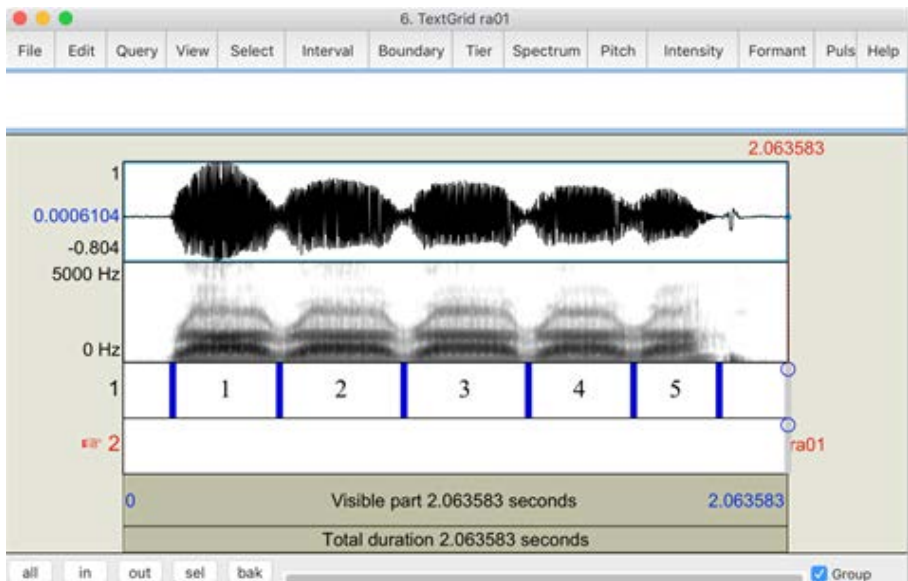 6. TextGrid ra01
File Edit Query View Select Interval Boundary Tier Spectrum Pitch Intensity Formant Puls Help
2.063583
1
0.0006104
-0.804
5000 Hz
0 Hz
1 1 2 3 4 5
2 ra01
0 Visible part 2.063583 seconds 2.063583
Total duration 2.063583 seconds
all in out sel bak Group